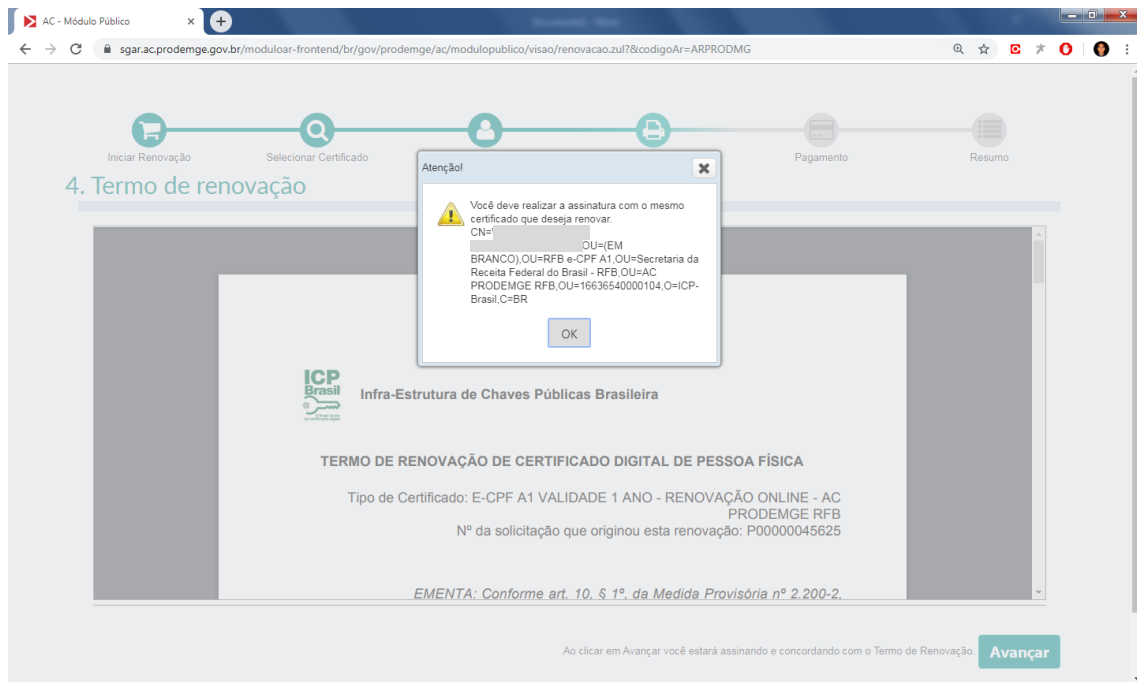 AC - Módulo Público
sgar.ac.prodemge.gov.br/moduloar-frontend/br/gov/prodemge/ac/modulopublico/visao/renovacao.zul?&codigoAr=ARPRODMG
Iniciar Renovação
Selecionar Certificado
Pagamento
Resumo
4. Termo de renovação
Atenção!
Você deve realizar a assinatura com o mesmo
certificado que deseja renovar.
CN=
OU=(EM
BRANCO),OU=RFB e-CPF A1,OU=Secretaria da
Receita Federal do Brasil - RFB,OU=AC
PRODEMGE RFB,OU=16636540000104,O=ICP-
Brasil,C=BR
OK
ICP
Brasil
Infra-Estrutura de Chaves Públicas Brasileira
TERMO DE RENOVAÇÃO DE CERTIFICADO DIGITAL DE PESSOA FÍSICA
Tipo de Certificado: E-CPF A1 VALIDADE 1 ANO - RENOVAÇÃO ONLINE - AC
PRODEMGE RFB
Nº da solicitação que originou esta renovação: P00000045625
EMENTA: Conforme art. 10, § 1º, da Medida Provisória nº 2.200-2,
Ao clicar em Avançar você estará assinando e concordando com o Termo de Renovação.
Avançar